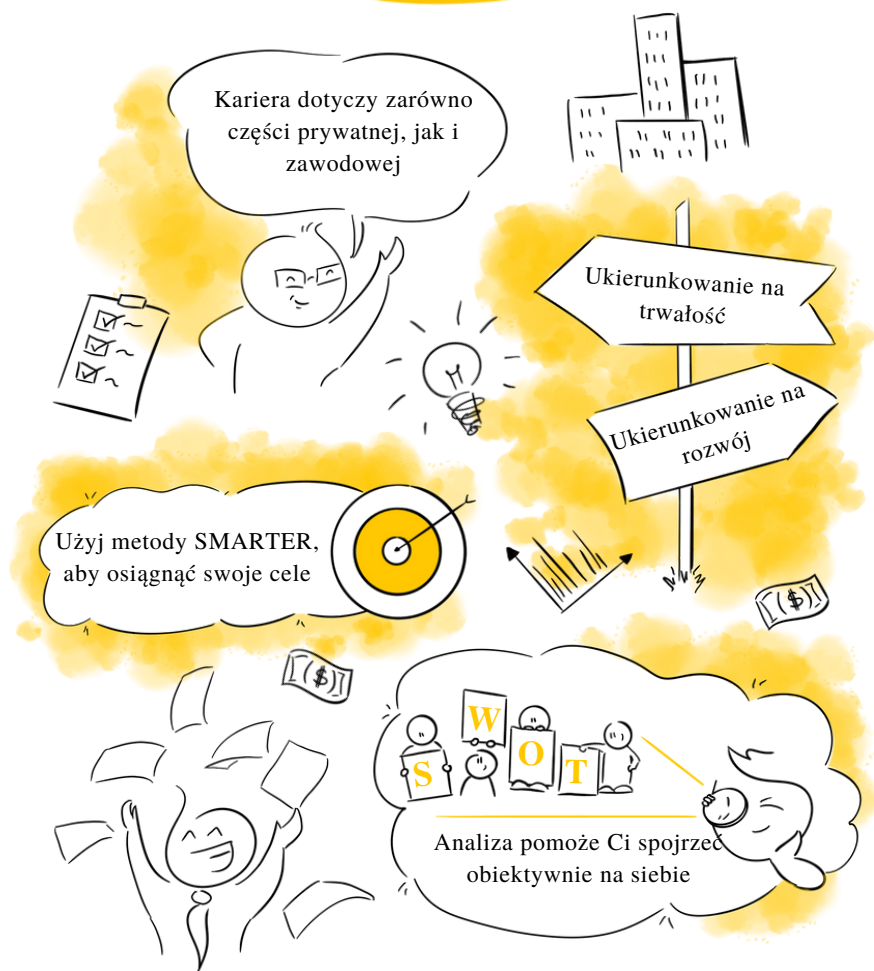 Kariera dotyczy zarówno
części prywatnej, jak i
zawodowej
Ukierunkowanie na
trwałość
Ukierunkowanie na
rozwój
Użyj metody SMARTER,
aby osiągnąć swoje cele
($)
($)
S W O T
Analiza pomoże Ci spojrzeć
obiektywnie na siebie